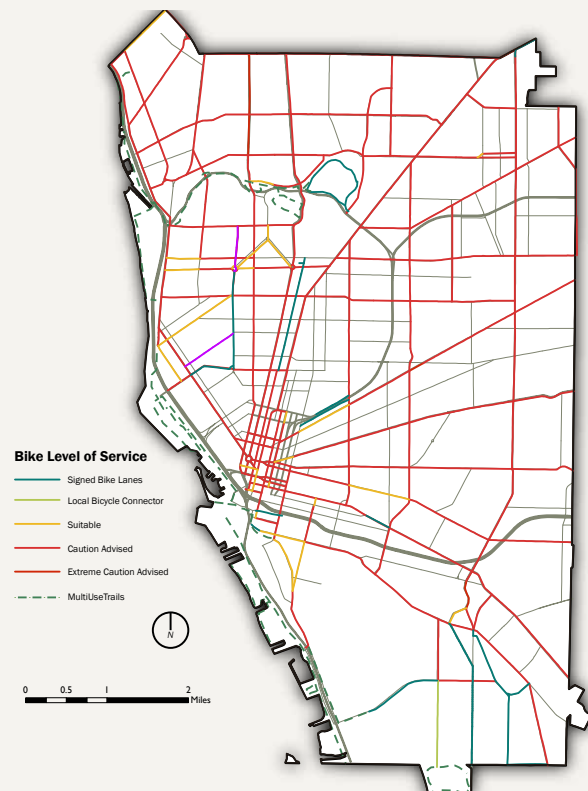 Bike Level of Service
Signed Bike Lanes
Local Bicycle Connector
Suitable
Caution Advised
Extreme Caution Advised
MultiUseTrails
N
0 0.5 1 2
Miles